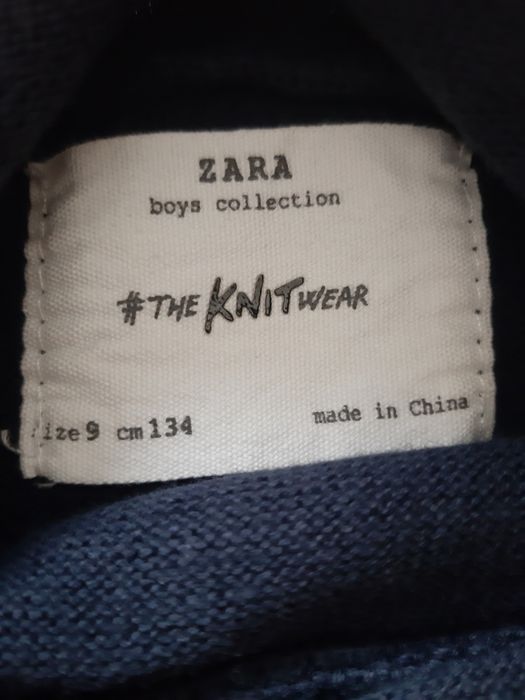 ZARA
boys collection
#THE KNITWEAR
ize 9 cm 134
made in China